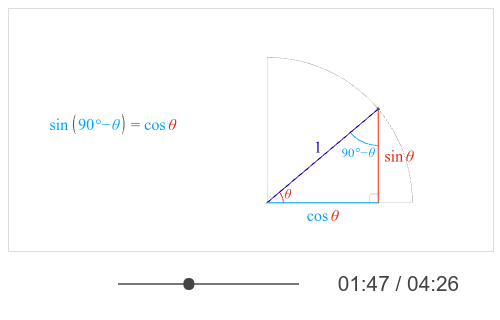 sin (90°−θ) = cos θ
1
90°−θ
sin θ
θ
cos θ
01:47 / 04:26